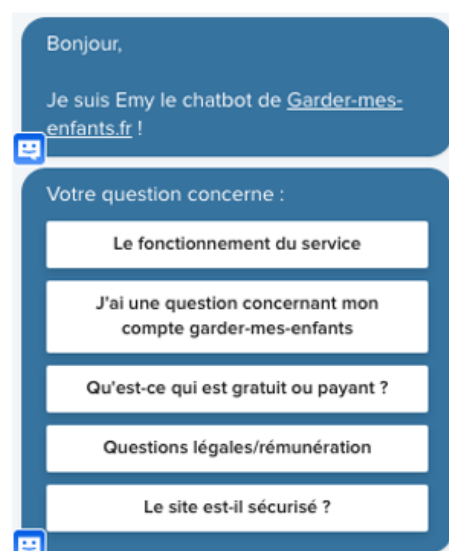 Bonjour,
Je suis Emy le chatbot de Garder-mes-
enfants.fr !
Votre question concerne :
Le fonctionnement du service
J'ai une question concernant mon
compte garder-mes-enfants
Qu'est-ce qui est gratuit ou payant ?
Questions légales/rémunération
Le site est-il sécurisé ?